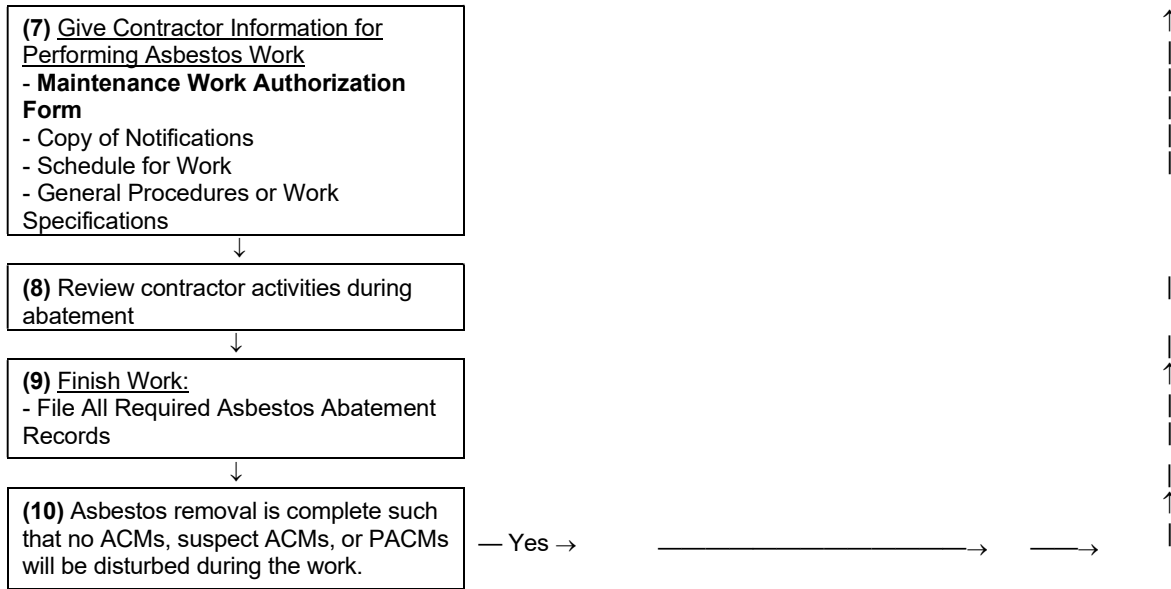 (7) Give Contractor Information for
Performing Asbestos Work
- Maintenance Work Authorization
Form
- Copy of Notifications
- Schedule for Work
- General Procedures or Work
Specifications
↓
(8) Review contractor activities during
abatement
↓
(9) Finish Work:
- File All Required Asbestos Abatement
Records
↓
(10) Asbestos removal is complete such
that no ACMs, suspect ACMs, or PACMs
will be disturbed during the work.
— Yes →